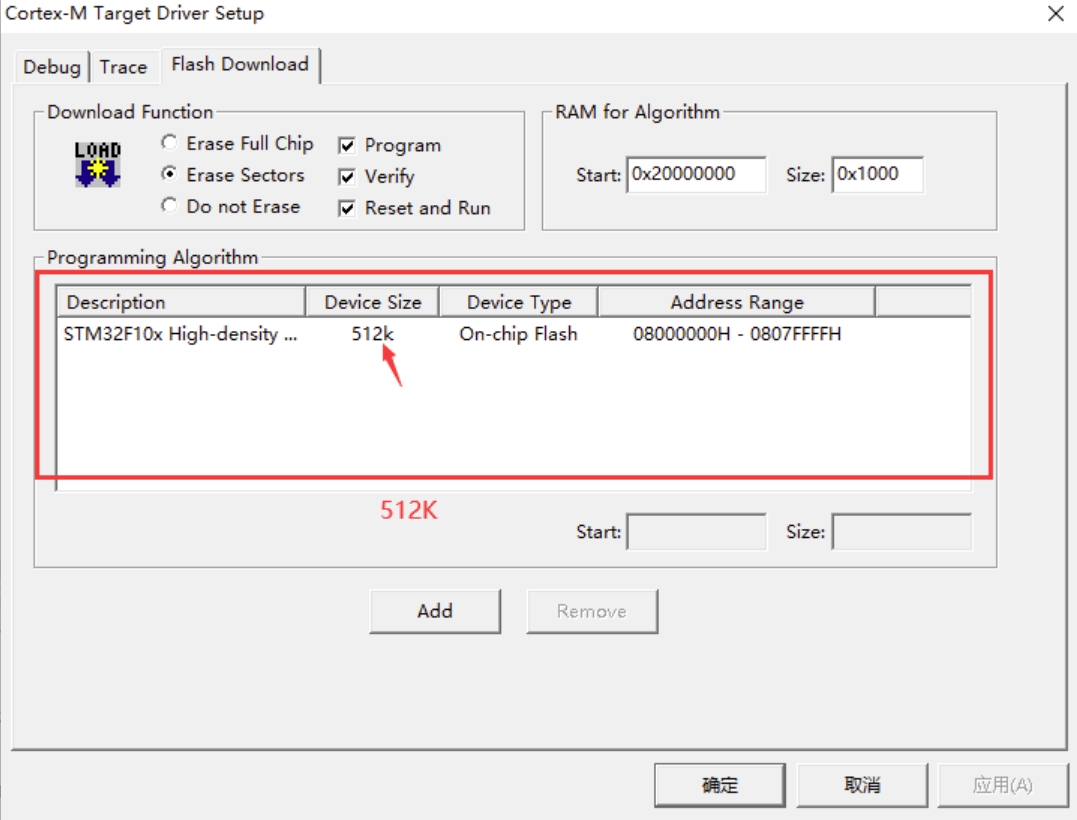 Cortex-M Target Driver Setup
Debug Trace Flash Download
Download Function
LOAD
Erase Full Chip
Erase Sectors
Do not Erase
Program
Verify
Reset and Run
RAM for Algorithm
Start: 0x20000000 Size: 0x1000
Programming Algorithm
Description Device Size Device Type Address Range
STM32F10x High-density ... 512k On-chip Flash 08000000H - 0807FFFFH
512K
Start: Size:
Add Remove
确定 取消 应用(A)